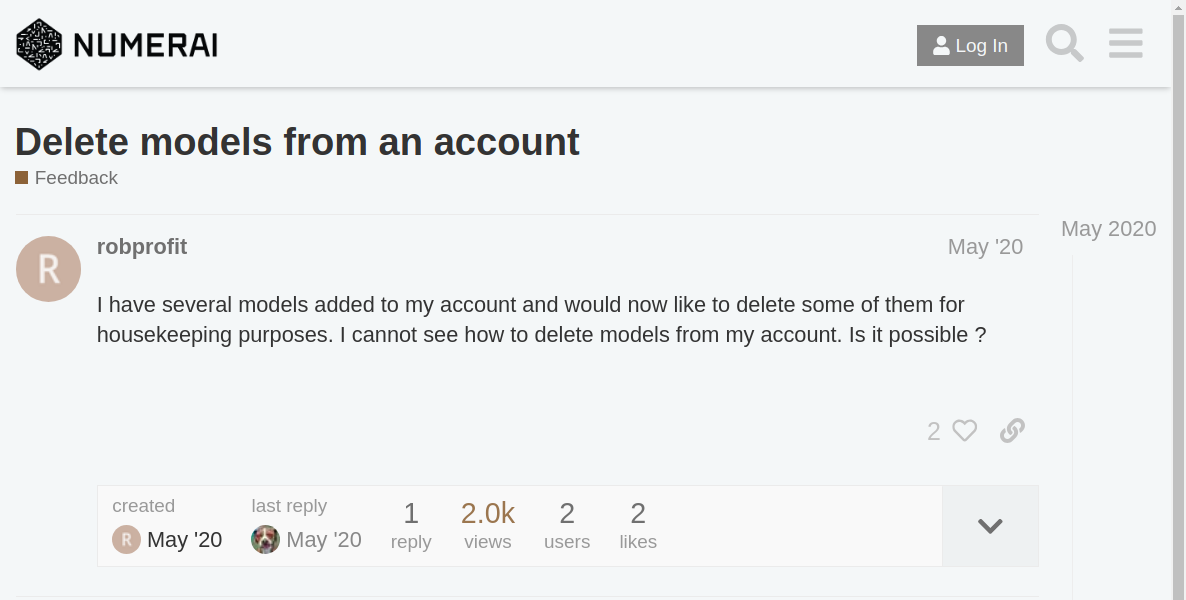 NUMERAI
Log In
Delete models from an account
Feedback
May 2020
R
robprofit
May '20
I have several models added to my account and would now like to delete some of them for
housekeeping purposes. I cannot see how to delete models from my account. Is it possible ?
2
created
last reply
1
2.0k
2
2
R May '20
May '20
reply
views
users
likes